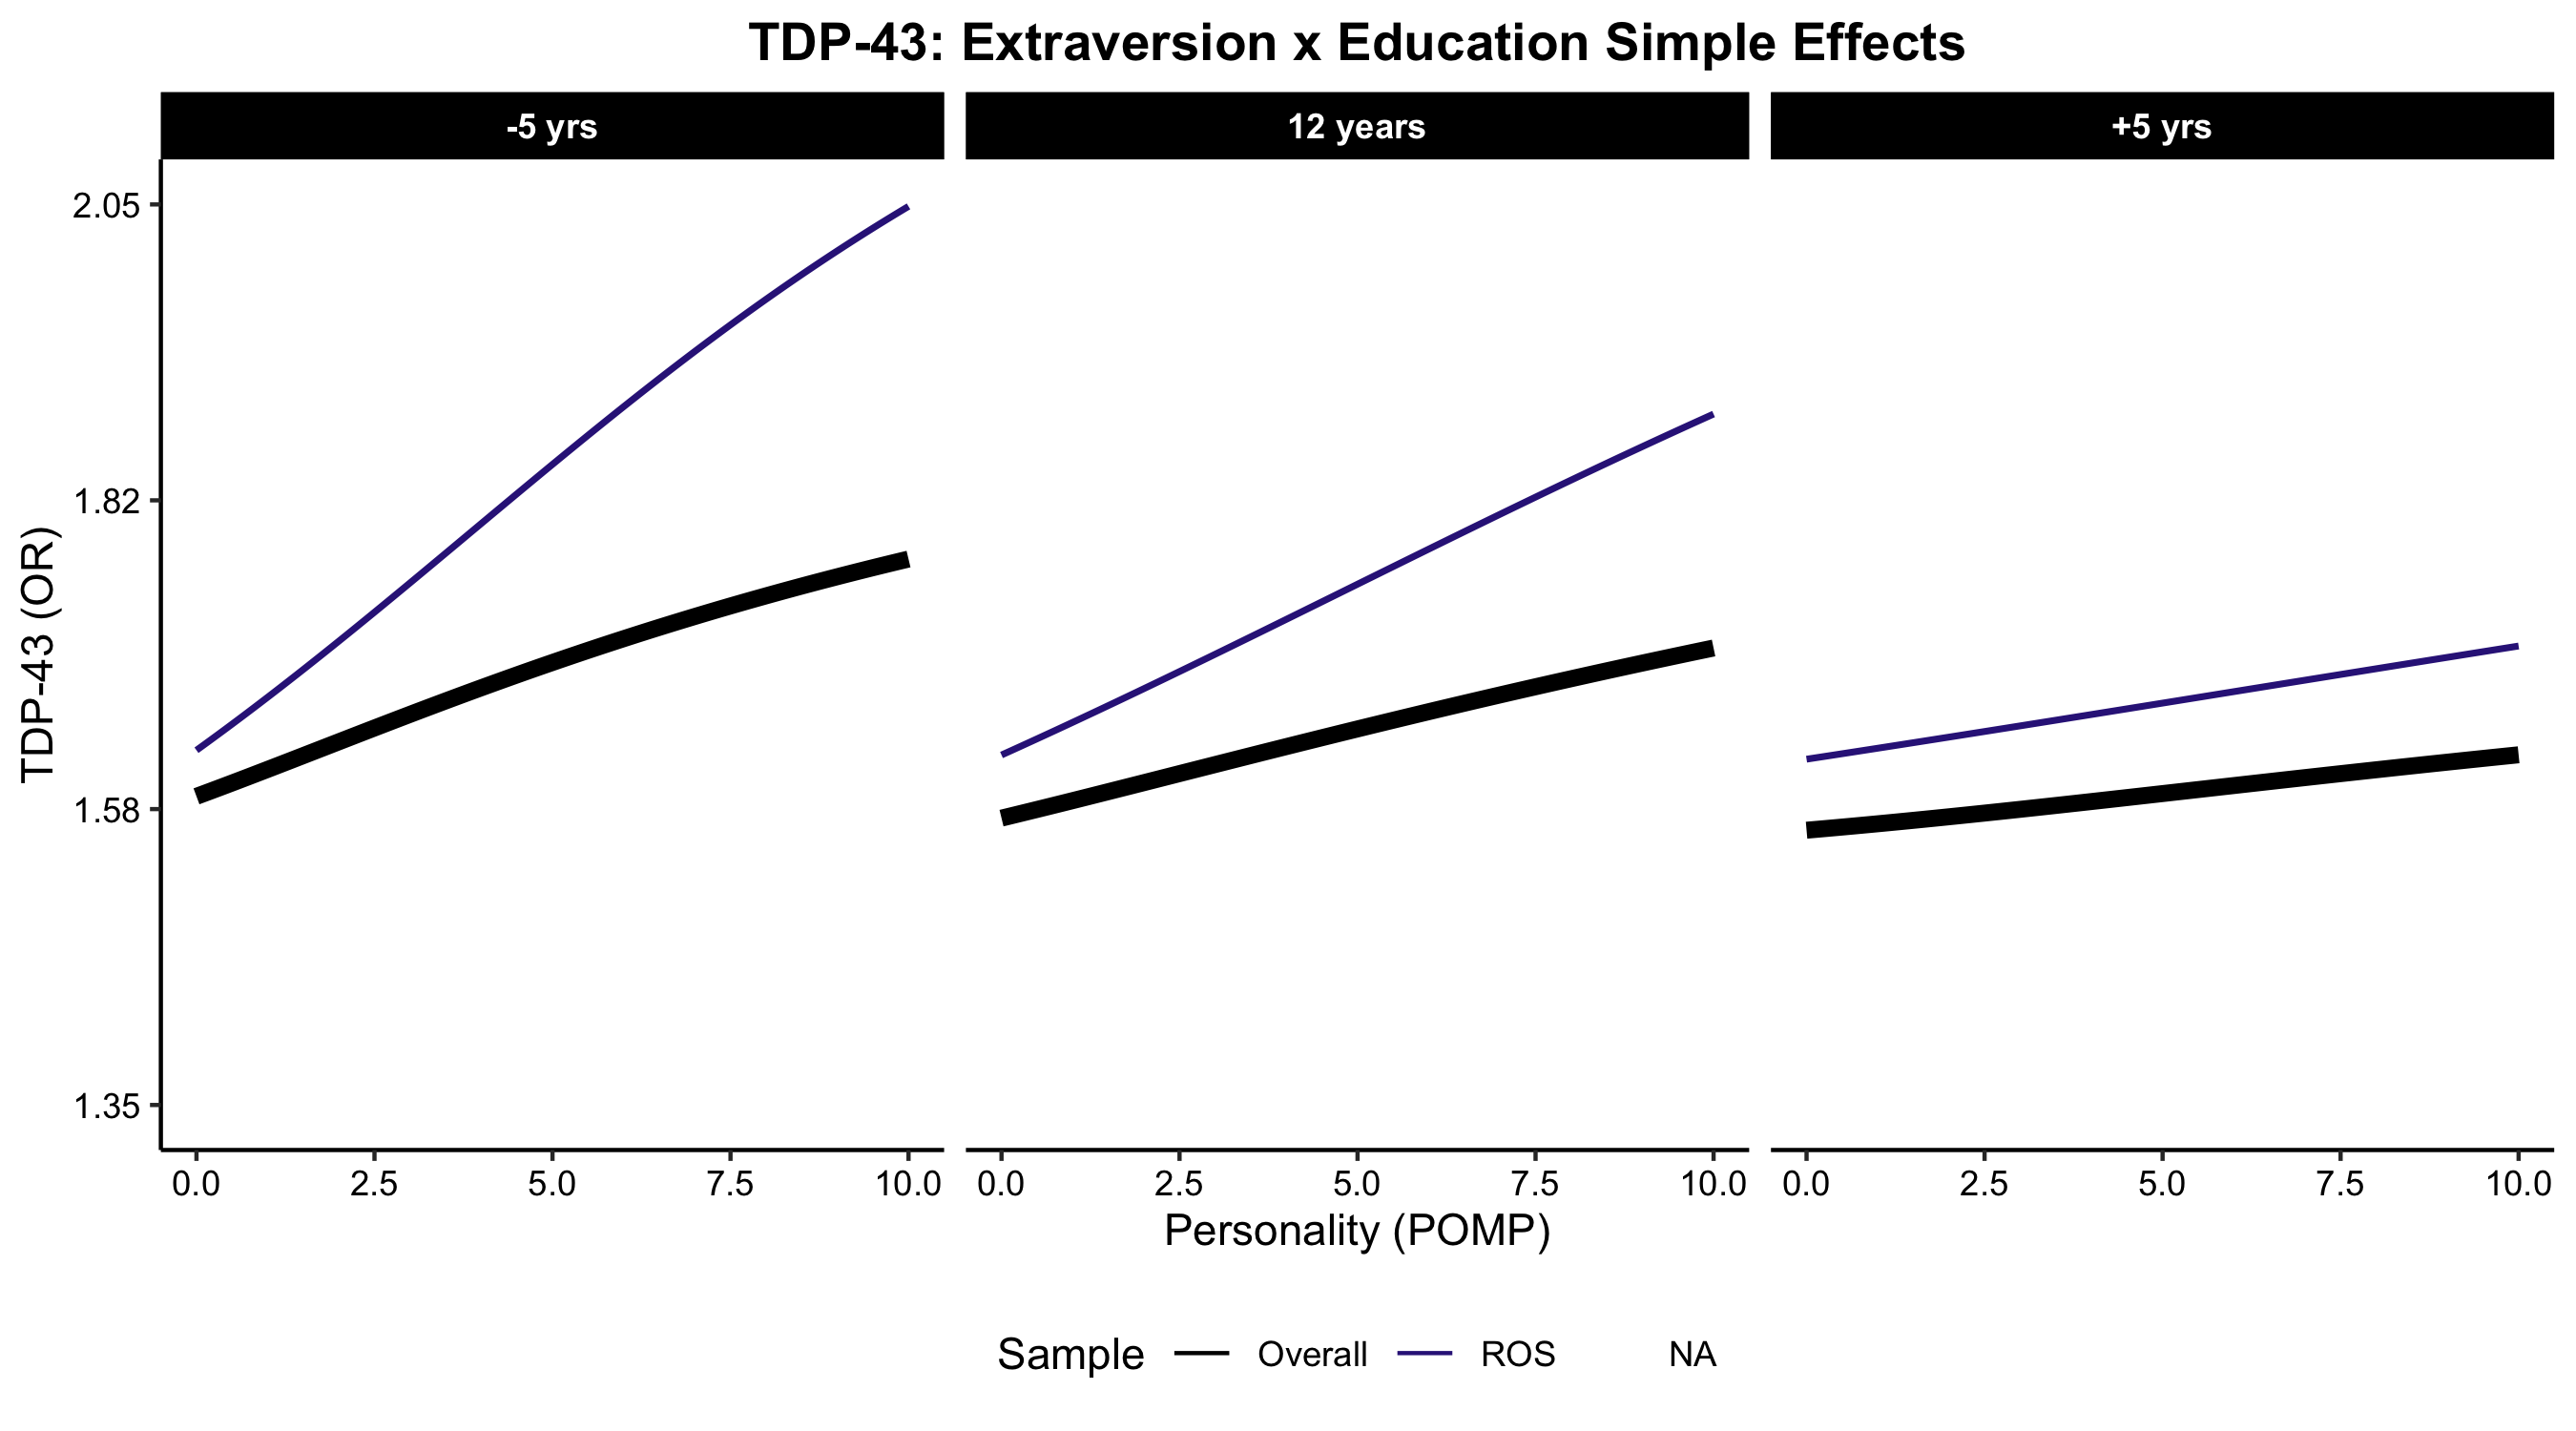 TDP-43: Extraversion x Education Simple Effects
-5 yrs 12 years +5 yrs
TDP-43 (OR)
2.05
1.82
1.58
1.35
0.0 2.5 5.0 7.5 10.0 0.0 2.5 5.0 7.5 10.0 0.0 2.5 5.0 7.5 10.0
Personality (POMP)
Sample Overall ROS NA